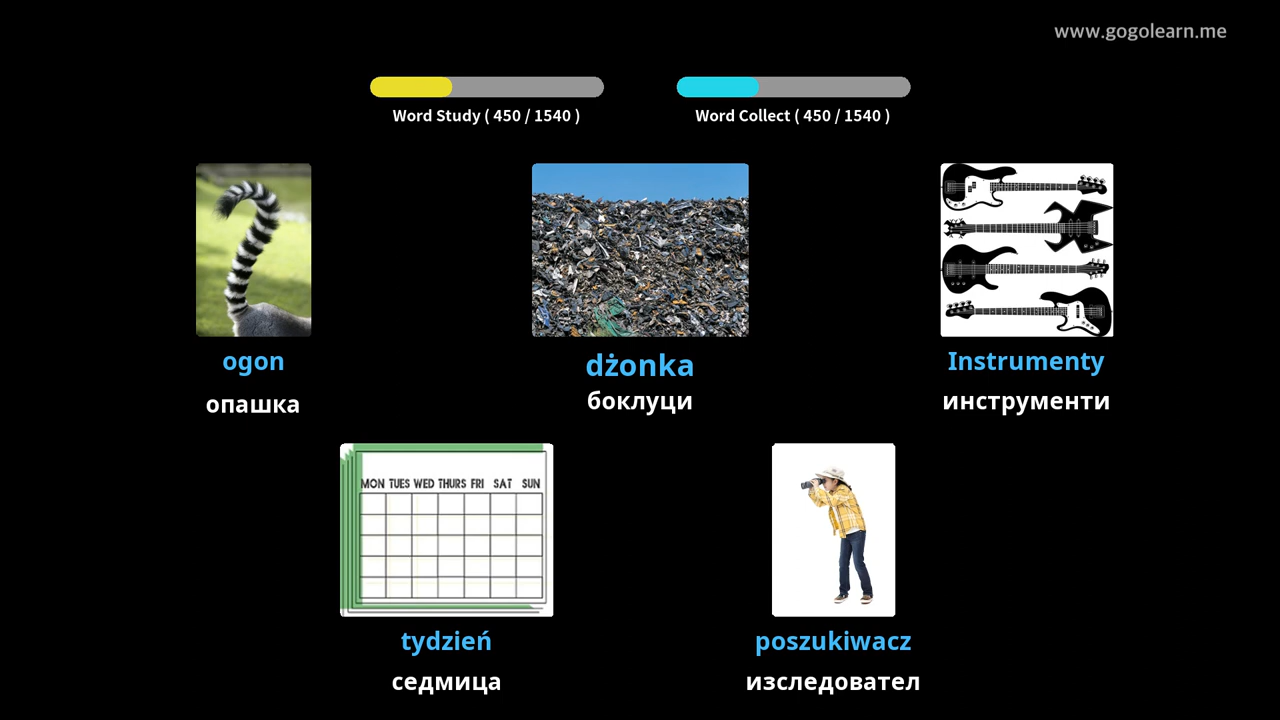 www.gogolearn.me
Word Study ( 450 / 1540 )
Word Collect ( 450 / 1540 )
ogon
опашка
dżonka
боклуци
Instrumenty
инструменти
MON TUES WED THURS FRI SAT SUN
tydzień
седмица
poszukiwacz
изследовател